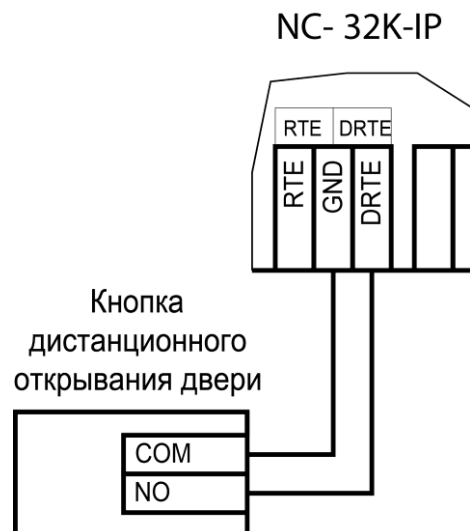 NC- 32K-IP
RTE DRTE
RTE GND DRTE
Кнопка
дистанционного
открывания двери
COM
NO